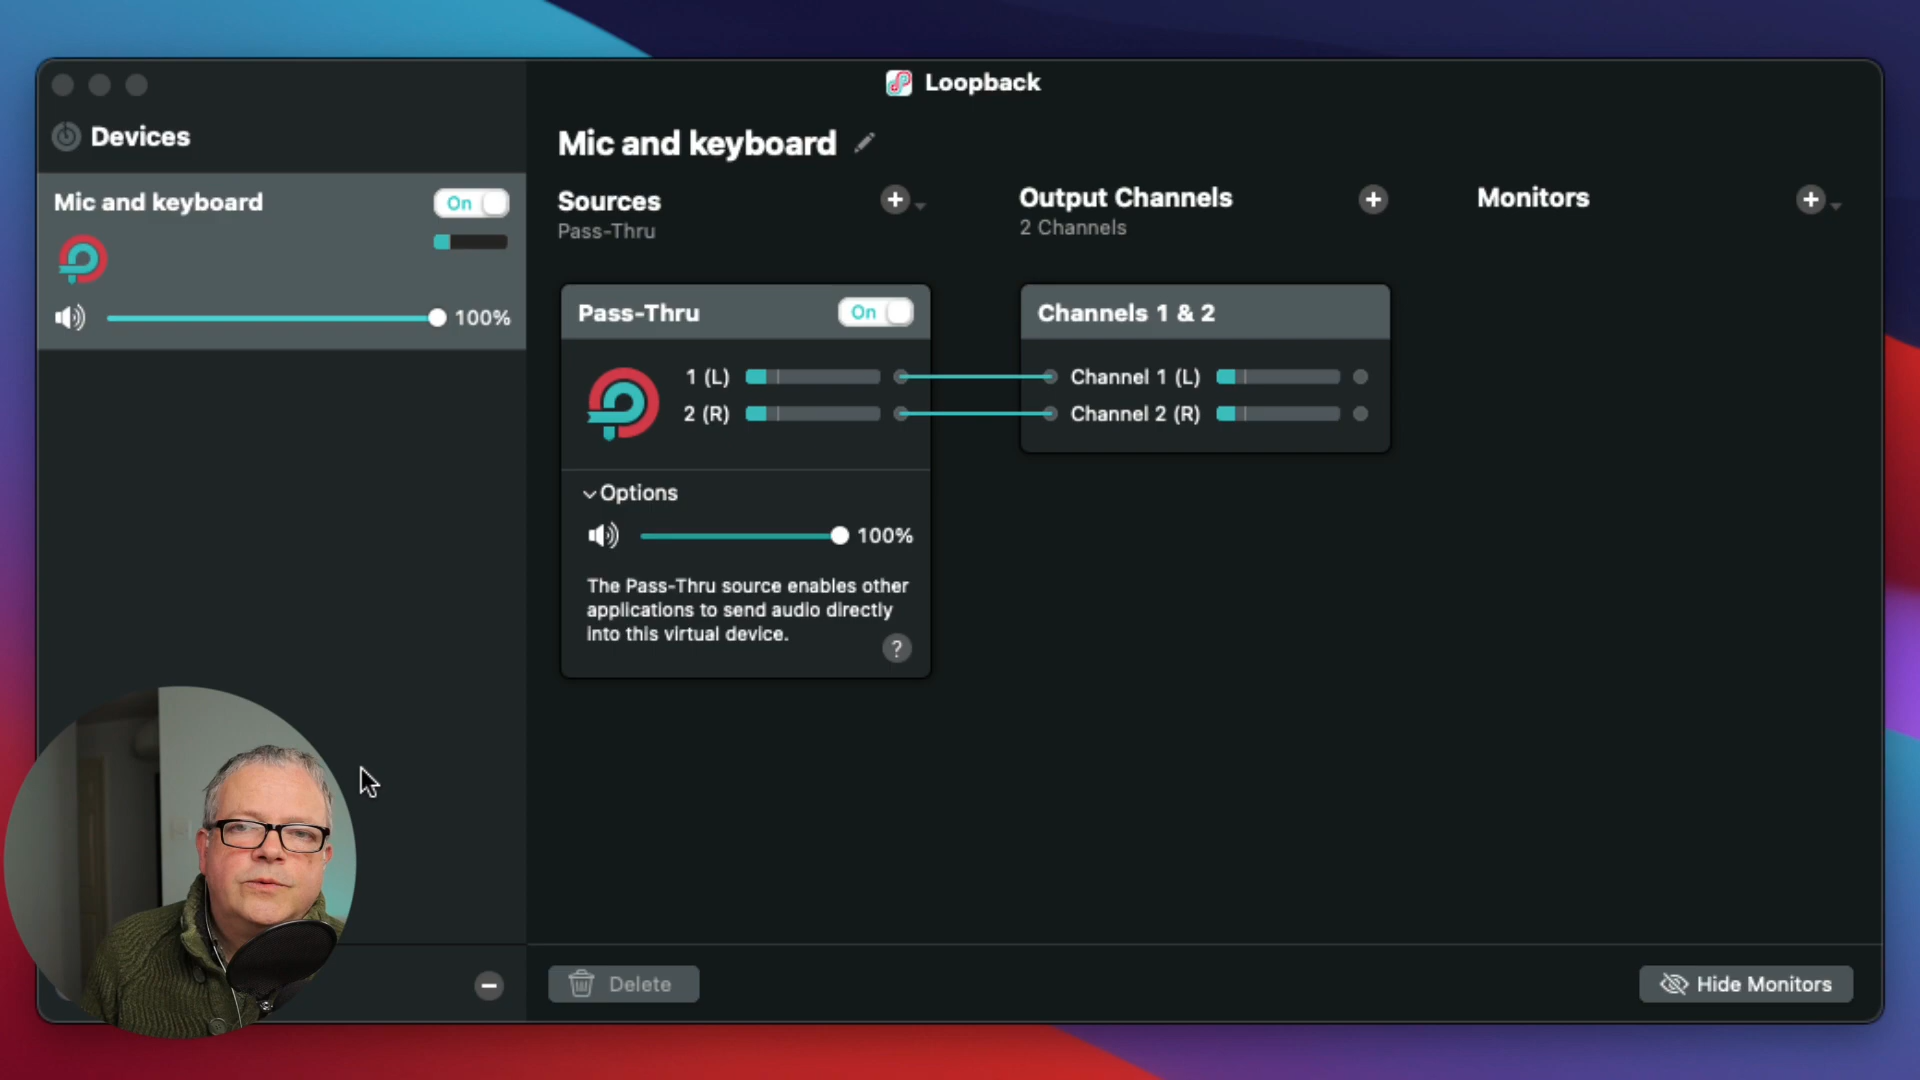 Loopback
Devices
Mic and keyboard
On
100%
Mic and keyboard
Sources
Pass-Thru
Output Channels
2 Channels
Monitors
Pass-Thru
On
1 (L)
2 (R)
Channels 1 & 2
Channel 1 (L)
Channel 2 (R)
Options
100%
The Pass-Thru source enables other
applications to send audio directly
into this virtual device.
?
Delete
Hide Monitors